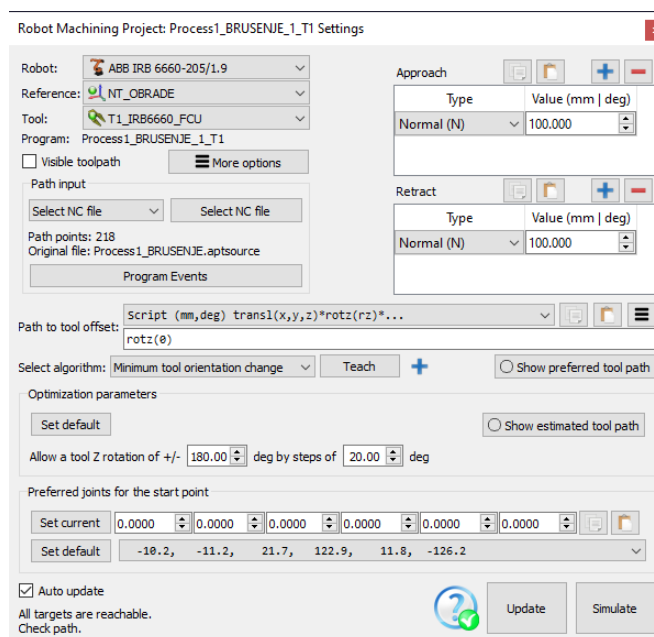 Robot Machining Project: Process1_BRUSENJE_1_T1 Settings
Robot: ABB IRB 6660-205/1.9
Reference: NT_OBRADE
Tool: T1_IRB6660_FCU
Program: Process1_BRUSENJE_1_T1
Visible toolpath More options
Path input
Select NC file Select NC file
Path points: 218
Original file: Process1_BRUSENJE.aptsource
Program Events
Approach
Type Value (mm | deg)
Normal (N) 100.000
Retract
Type Value (mm | deg)
Normal (N) 100.000
Path to tool offset: Script (mm,deg) transl(x,y,z)*rotz(rz)*...
rotz(0)
Select algorithm: Minimum tool orientation change Teach Show preferred tool path
Optimization parameters
Set default Show estimated tool path
Allow a tool Z rotation of +/- 180.00 deg by steps of 20.00 deg
Preferred joints for the start point
Set current 0.0000 0.0000 0.0000 0.0000 0.0000 0.0000
Set default -10.2, -11.2, 21.7, 122.9, 11.8, -126.2
Auto update
All targets are reachable.
Check path.
Update Simulate